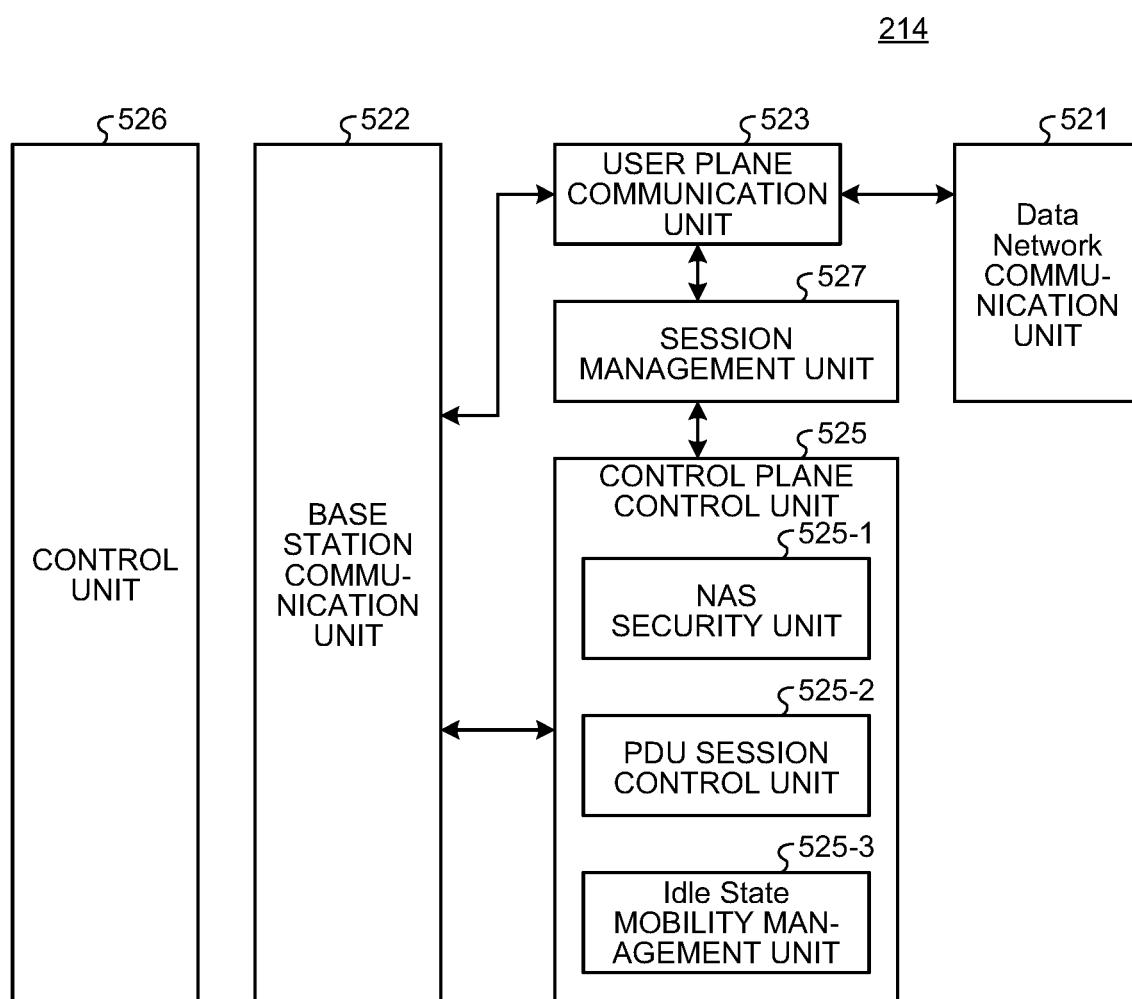 214
526
522
523
521
USER PLANE
COMMUNICATION
UNIT
Data
Network
COMMU-
NICATION
UNIT
527
SESSION
MANAGEMENT UNIT
525
CONTROL PLANE
CONTROL UNIT
CONTROL
UNIT
BASE
STATION
COMMU-
NICATION
UNIT
525-1
NAS
SECURITY UNIT
525-2
PDU SESSION
CONTROL UNIT
525-3
Idle State
MOBILITY MAN-
AGEMENT UNIT